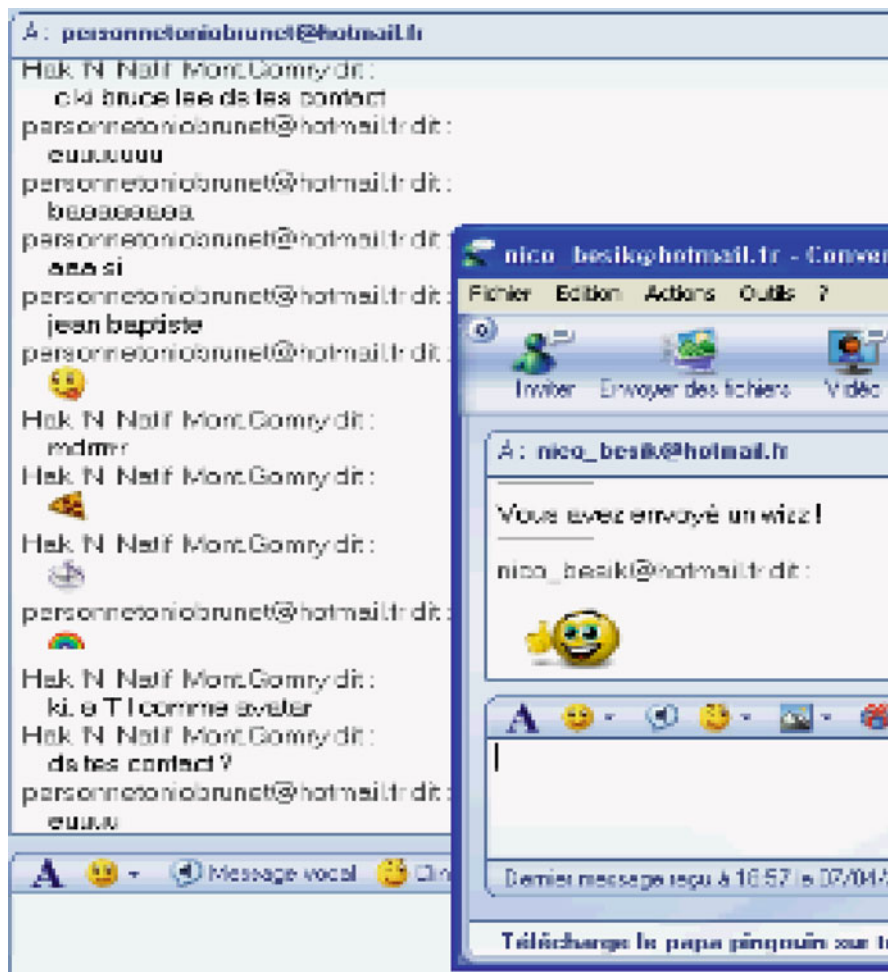 À : personnetoniobrunet@hotmail.fr
Hak 'N' Natif Mont.Gomry dit :
c ki bruce lee ds tes contact
personnetoniobrunet@hotmail.fr dit :
euuuuuuu
personnetoniobrunet@hotmail.fr dit :
baaaaaaaa
personnetoniobrunet@hotmail.fr dit :
aaa si
personnetoniobrunet@hotmail.fr dit :
jean baptiste
personnetoniobrunet@hotmail.fr dit :
Hak 'N' Natif Mont.Gomry dit :
mdrrrr
Hak 'N' Natif Mont.Gomry dit :
Hak 'N' Natif Mont.Gomry dit :
personnetoniobrunet@hotmail.fr dit :
Hak 'N' Natif Mont.Gomry dit :
comme avatar
Hak 'N' Natif Mont.Gomry dit :
ds tes contact ?
personnetoniobrunet@hotmail.fr dit :
euuuu
A Message vocal Clin
nico_besik@hotmail.fr - Conver
Fichier Edition Actions Outils ?
Inviter Envoyer des fichiers Vidéo
À : nico_besik@hotmail.fr
Vous avez envoyé un wizz !
nico_besik@hotmail.fr dit :
A
Dernier message reçu à 16:57 le 07/04/
Télécharge le papa pingouin sur t